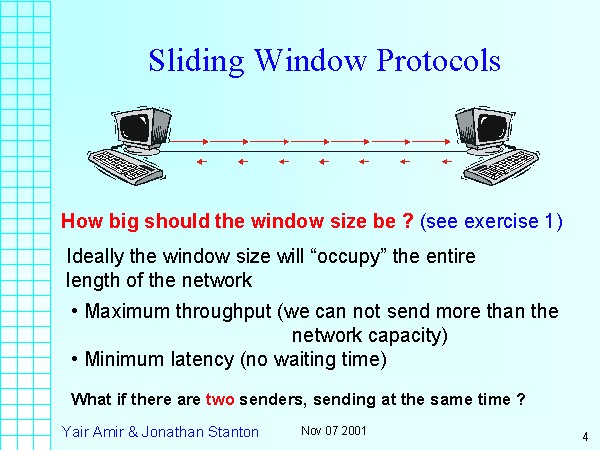 Sliding Window Protocols
How big should the window size be ? (see exercise 1)
Ideally the window size will “occupy” the entire
length of the network
• Maximum throughput (we can not send more than the
network capacity)
• Minimum latency (no waiting time)
What if there are two senders, sending at the same time ?
Yair Amir & Jonathan Stanton
Nov 07 2001
4